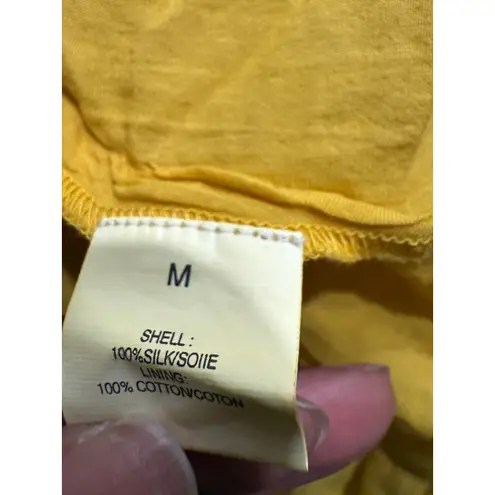 M
SHELL :
100%SILK/SOIIE
LINING:
100% COTTON/COTON